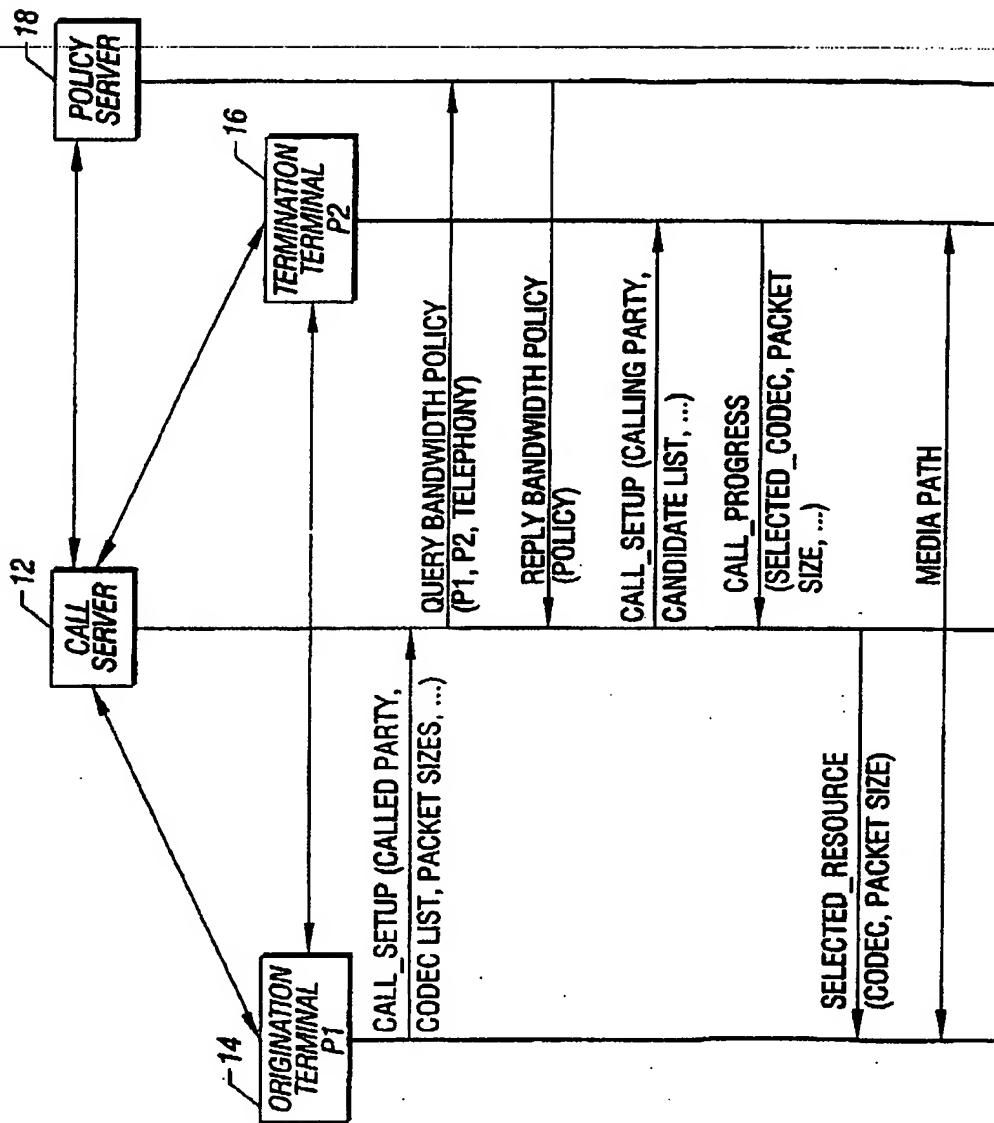 14
ORIGINATION
TERMINAL
P1
12
CALL
SERVER
16
TERMINATION
TERMINAL
P2
18
POLICY
SERVER
CALL_SETUP (CALLED PARTY,
CODEC LIST, PACKET SIZES, ...)
QUERY BANDWIDTH POLICY
(P1, P2, TELEPHONY)
REPLY BANDWIDTH POLICY
(POLICY)
CALL_SETUP (CALLING PARTY,
CANDIDATE LIST, ...)
CALL_PROGRESS
(SELECTED_CODEC, PACKET
SIZE, ...)
SELECTED_RESOURCE
(CODEC, PACKET SIZE)
MEDIA PATH